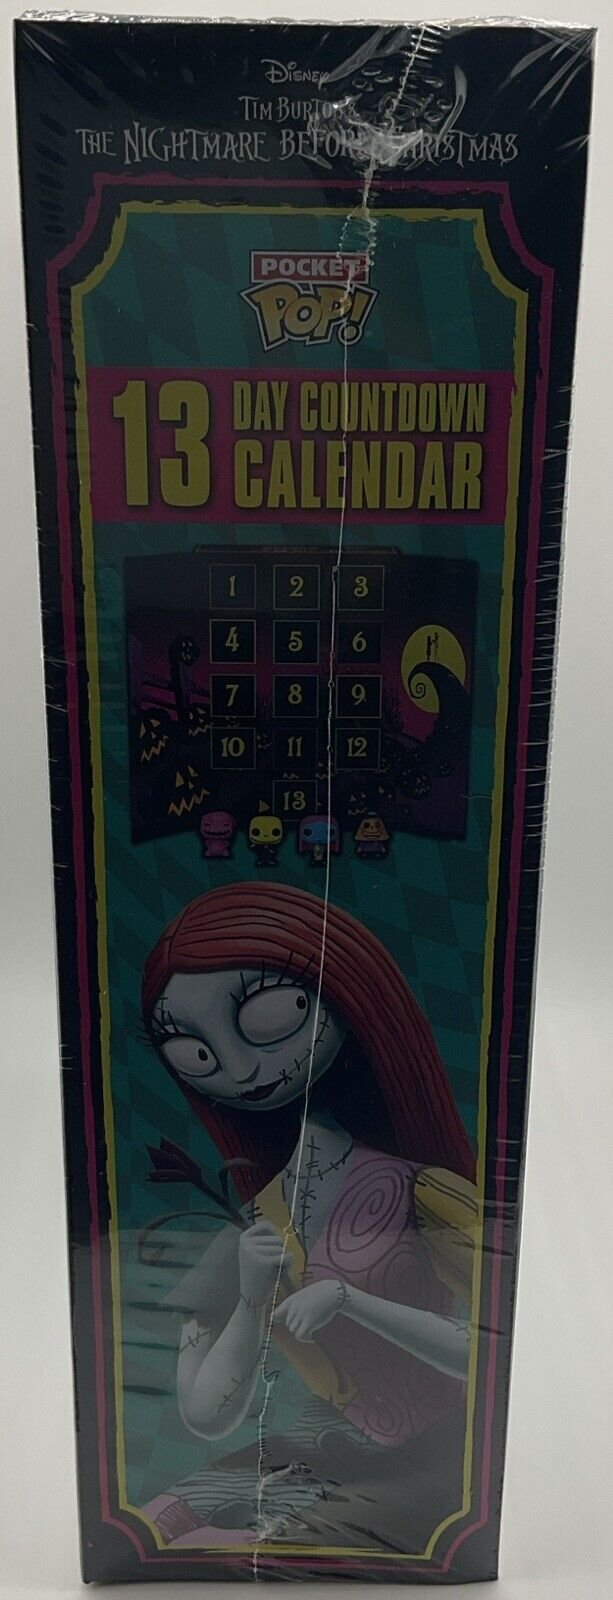 Disney
Tim Burton's
The Nightmare Before Christmas
POCKET
POP!
13 DAY COUNTDOWN
CALENDAR
1 2 3
4 5 6
7 8 9
10 11 12
13